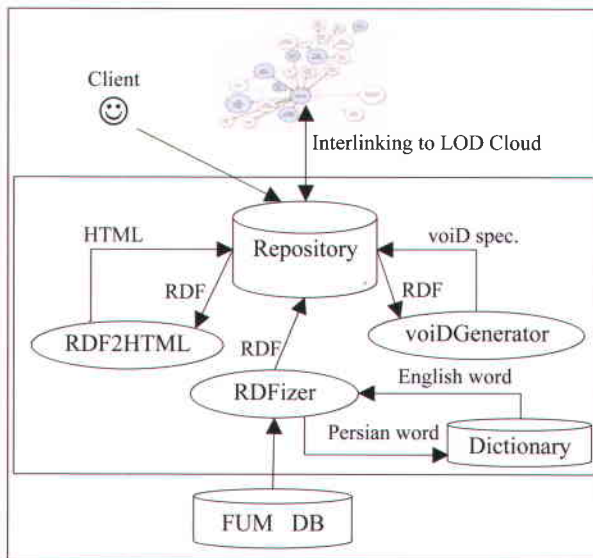 Client
Interlinking to LOD Cloud
HTML
Repository
voiD spec.
RDF
RDF
RDF2HTML
RDF
voiDGenerator
RDFizer
English word
Persian word
Dictionary
FUM DB